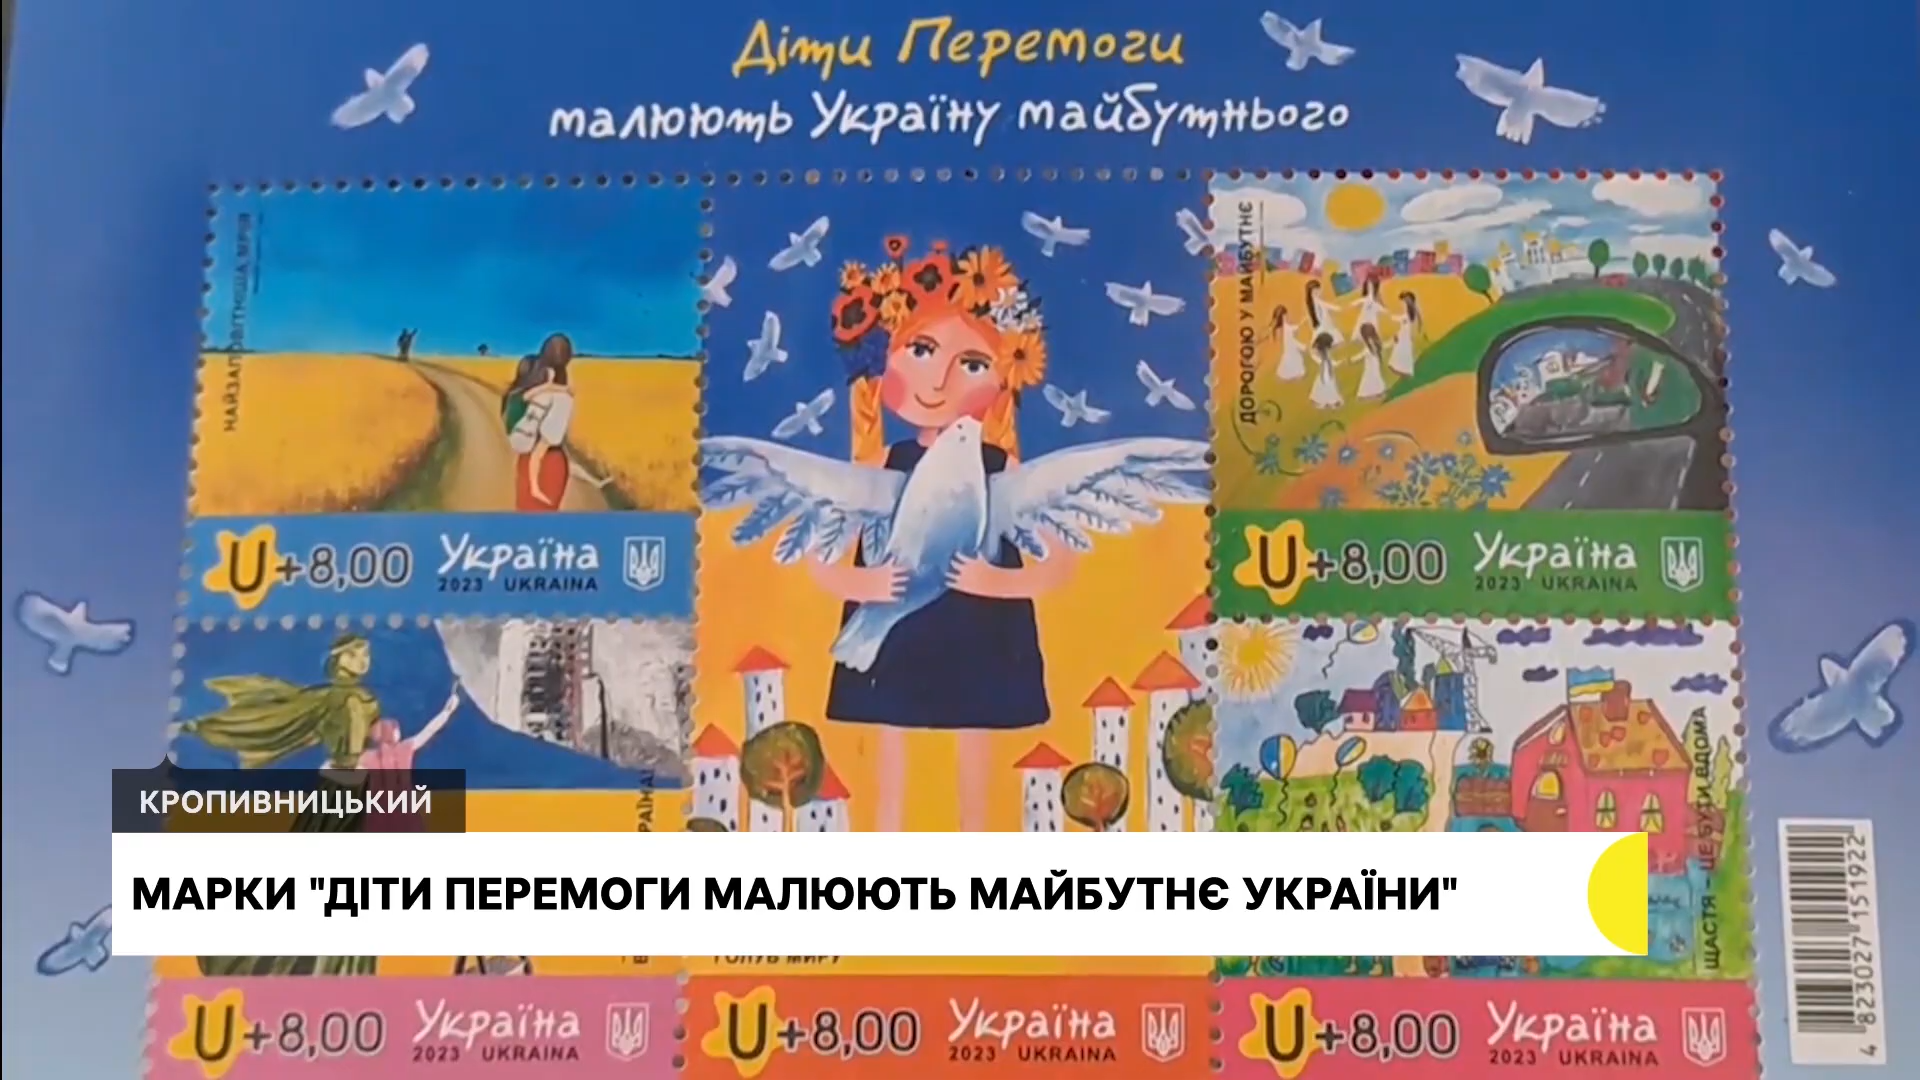 Діти Перемоги
малюють Україну майбутнього
НАЙЗАПОВІТНІША МРІЯ
ДОРОГОЮ У МАЙБУТНЄ
U+8,00 Україна
2023 UKRAINA
U+8,00 Україна
2023 UKRAINA
ЩАСТЯ – ЦЕ БУТИ ВДОМА
КРОПИВНИЦЬКИЙ
МАРКИ "ДІТИ ПЕРЕМОГИ МАЛЮЮТЬ МАЙБУТНЄ УКРАЇНИ"
ГОЛУБ МИРУ
U+8,00 Україна
2023 UKRAINA
U+8,00 Україна
2023 UKRAINA
U+8,00 Україна
2023 UKRAINA
4 823027 151922